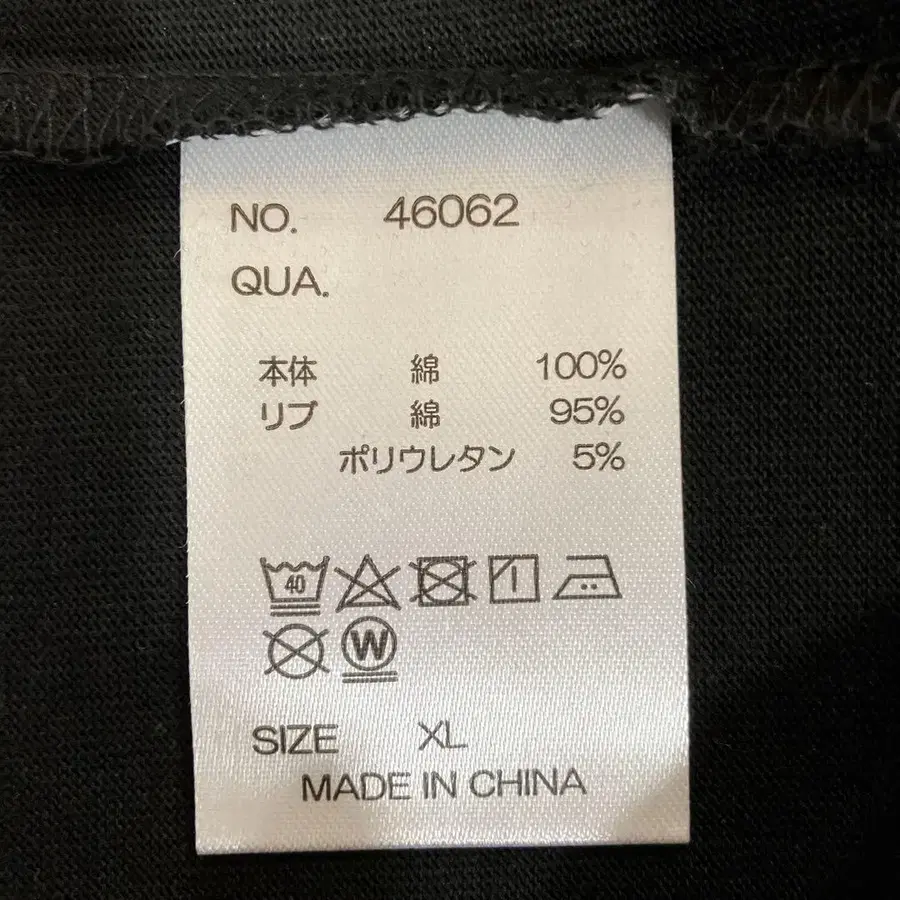 NO. 46062
QUA.
本体 綿 100%
リブ 綿 95%
ポリウレタン 5%
40
W
SIZE XL
MADE IN CHINA